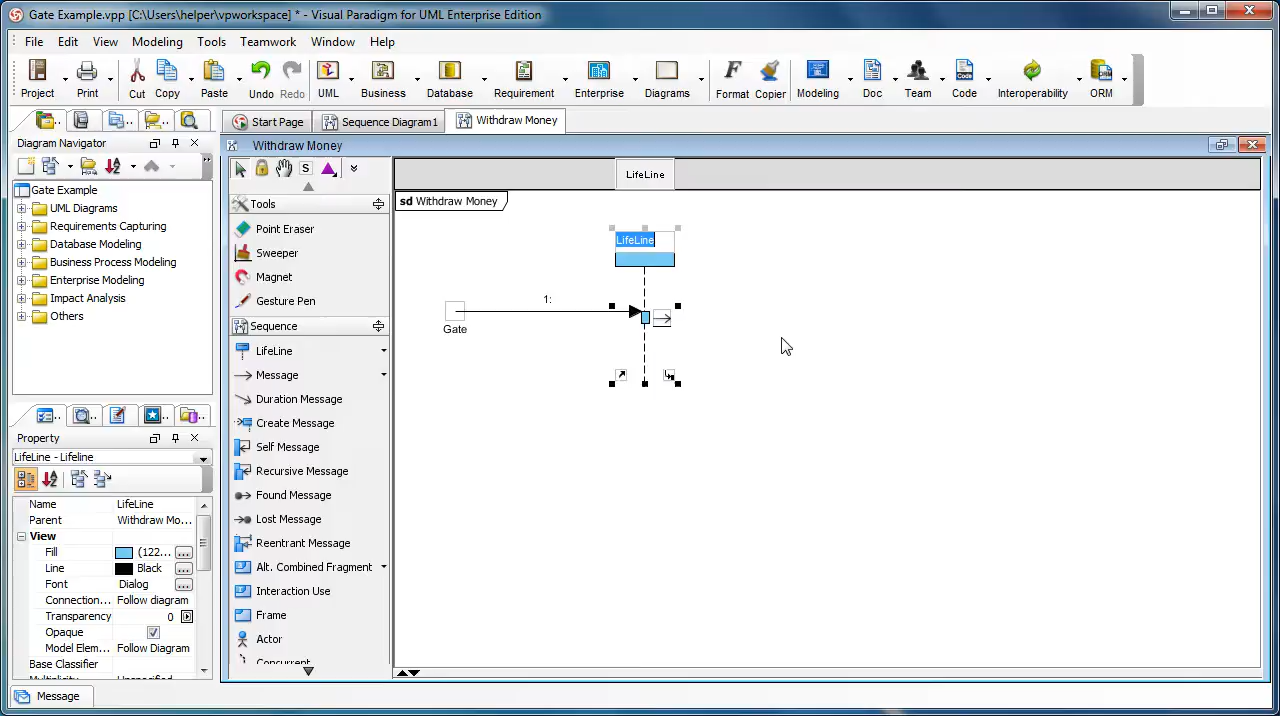 Gate Example.vpp [C:\Users\helper\vpworkspace] * - Visual Paradigm for UML Enterprise Edition
File Edit View Modeling Tools Teamwork Window Help
Project Print Cut Copy Paste Undo Redo UML Business Database Requirement Enterprise Diagrams Format Copier Modeling Doc Team Code Interoperability ORM
Start Page Sequence Diagram1 Withdraw Money
Diagram Navigator
Gate Example
UML Diagrams
Requirements Capturing
Database Modeling
Business Process Modeling
Enterprise Modeling
Impact Analysis
Others
Property
LifeLine - Lifeline
Name LifeLine
Parent Withdraw Mo...
View
Fill (122...
Line Black
Font Dialog
Connection... Follow diagram
Transparency 0
Opaque
Model Elem... Follow Diagram
Base Classifier
Message
Withdraw Money
S
Tools
Point Eraser
Sweeper
Magnet
Gesture Pen
Sequence
LifeLine
Message
Duration Message
Create Message
Self Message
Recursive Message
Found Message
Lost Message
Reentrant Message
Alt. Combined Fragment
Interaction Use
Frame
Actor
Concurrent
LifeLine
sd Withdraw Money
LifeLine
1:
Gate